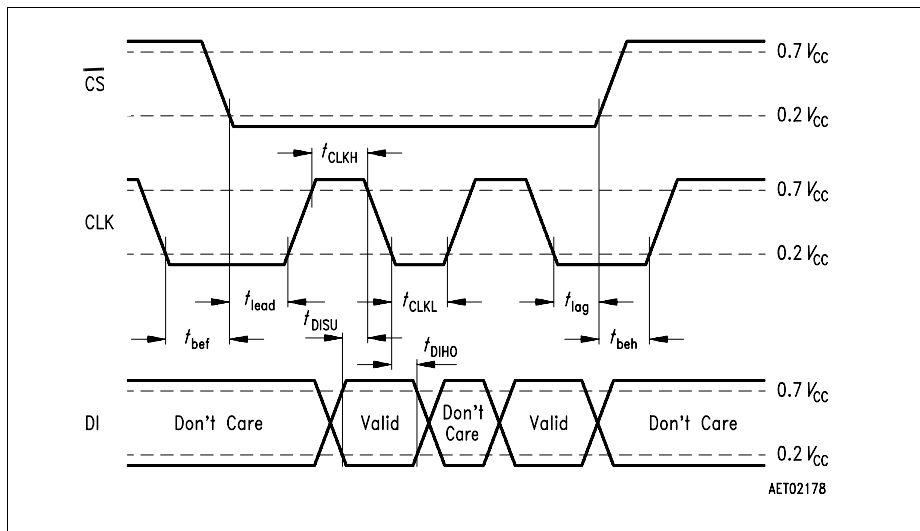 CS
0.7 VCC
0.2 VCC
tCLKH
CLK
0.7 VCC
0.2 VCC
tlead
tCLKL
tlag
tDISU
tbef
tDIHO
tbeh
DI
Don't Care
Valid
Don't
Care
Valid
Don't Care
0.7 VCC
0.2 VCC
AET02178